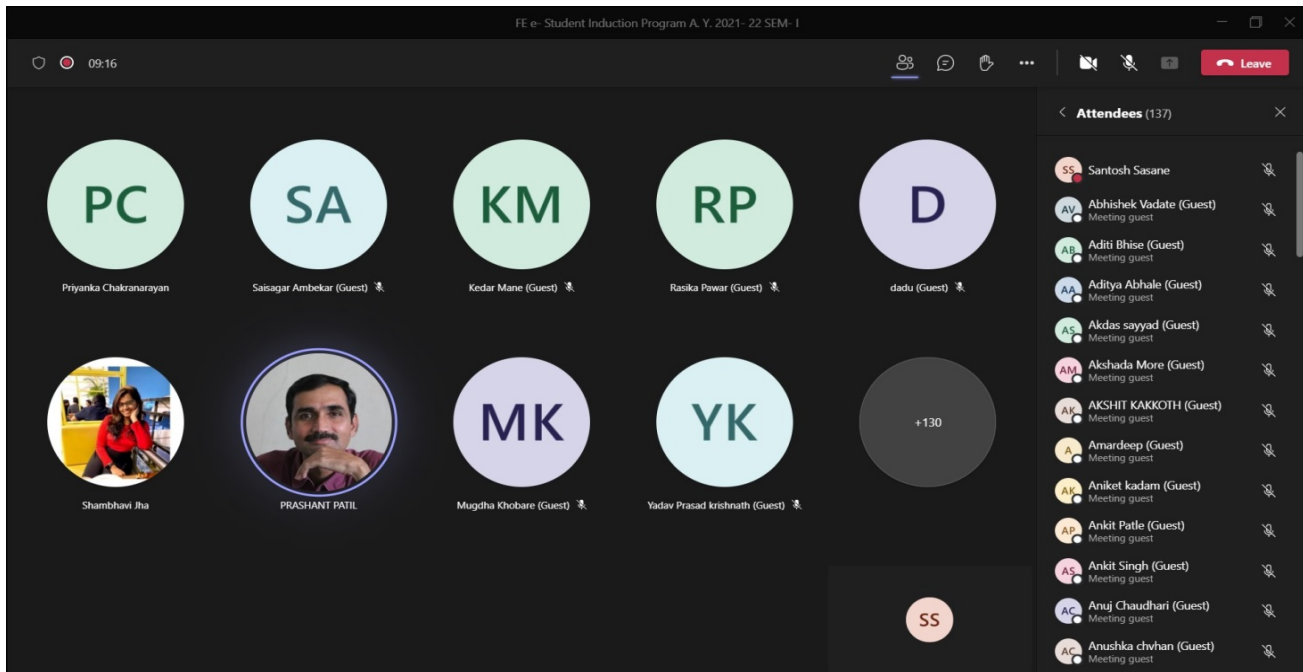 FE e- Student Induction Program A. Y. 2021- 22 SEM- I
09:16
Leave
PC
SA
KM
RP
D
Priyanka Chakranarayan
Saisagar Ambekar (Guest)
Kedar Mane (Guest)
Rasika Pawar (Guest)
dadu (Guest)
MK
YK
+130
Shambhavi Jha
PRASHANT PATIL
Mugdha Khobare (Guest)
Yadav Prasad krishnath (Guest)
SS
Attendees (137)
SS Santosh Sasane
AV Abhishek Vadate (Guest)
Meeting guest
AB Aditi Bhise (Guest)
Meeting guest
AA Aditya Abhale (Guest)
Meeting guest
AS Akdas sayyad (Guest)
Meeting guest
AM Akshada More (Guest)
Meeting guest
AK AKSHIT KAKKOTH (Guest)
Meeting guest
A Amardeep (Guest)
Meeting guest
AK Aniket kadam (Guest)
Meeting guest
AP Ankit Patle (Guest)
Meeting guest
AS Ankit Singh (Guest)
Meeting guest
AC Anuj Chaudhari (Guest)
Meeting guest
AC Anushka chvhan (Guest)
Meeting guest